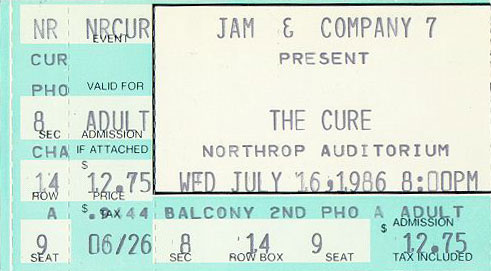 NR NRCUR JAM & COMPANY 7
EVENT
CUR PRESENT
PHO VALID FOR
8 ADULT THE CURE
SEC ADMISSION
CHA IF ATTACHED NORTHROP AUDITORIUM
14 $ 12.75 WED JULY 16,1986 8:00PM
ROW PRICE
A $ .9444 BALCONY 2ND PHO A ADULT
TAX $ ADMISSION
9 06/26 8 14 9 12.75
SEAT SEC ROW BOX SEAT TAX INCLUDED